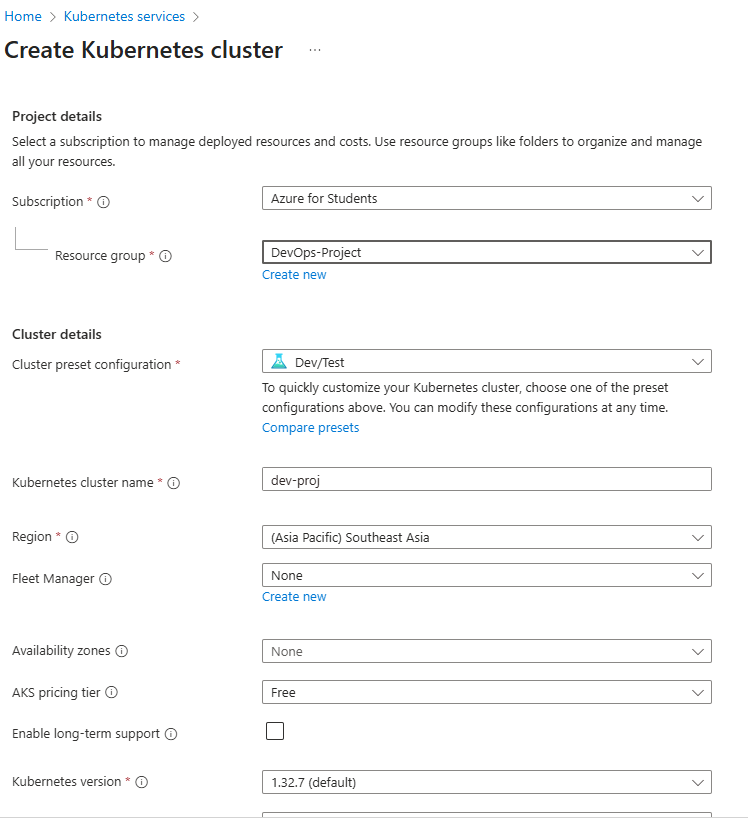 Home > Kubernetes services >
Create Kubernetes cluster ...
Project details
Select a subscription to manage deployed resources and costs. Use resource groups like folders to organize and manage
all your resources.
Subscription *
Azure for Students
Resource group *
DevOps-Project
Create new
Cluster details
Cluster preset configuration *
Dev/Test
To quickly customize your Kubernetes cluster, choose one of the preset
configurations above. You can modify these configurations at any time.
Compare presets
Kubernetes cluster name *
dev-proj
Region *
(Asia Pacific) Southeast Asia
Fleet Manager
None
Create new
Availability zones
None
AKS pricing tier
Free
Enable long-term support
Kubernetes version *
1.32.7 (default)